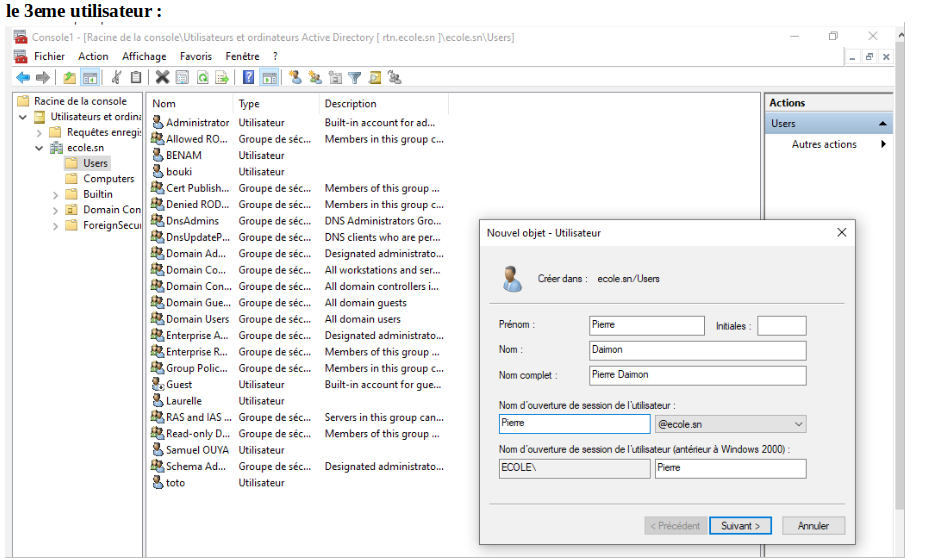 le 3eme utilisateur :
Console1 - [Racine de la console\Utilisateurs et ordinateurs Active Directory [ rtn.ecole.sn ]\ecole.sn\Users]
Fichier Action Affichage Favoris Fenêtre ?
Racine de la console
Utilisateurs et ordina
Requêtes enregis
ecole.sn
Users
Computers
Builtin
Domain Con
ForeignSecui
Nom Type Description
Administrator Utilisateur Built-in account for ad...
Allowed RO... Groupe de séc... Members in this group c...
BENAM Utilisateur
bouki Utilisateur
Cert Publish... Groupe de séc... Members of this group ...
Denied ROD... Groupe de séc... Members in this group c...
DnsAdmins Groupe de séc... DNS Administrators Gro...
DnsUpdateP... Groupe de séc... DNS clients who are per...
Domain Ad... Groupe de séc... Designated administrato...
Domain Co... Groupe de séc... All workstations and ser...
Domain Con... Groupe de séc... All domain controllers i...
Domain Gue... Groupe de séc... All domain guests
Domain Users Groupe de séc... All domain users
Enterprise A... Groupe de séc... Designated administrato...
Enterprise R... Groupe de séc... Members of this group ...
Group Polic... Groupe de séc... Members in this group c...
Guest Utilisateur Built-in account for gue...
Laurelle Utilisateur
RAS and IAS ... Groupe de séc... Servers in this group can...
Read-only D... Groupe de séc... Members of this group ...
Samuel OUYA Utilisateur
Schema Ad... Groupe de séc... Designated administrato...
toto Utilisateur
Actions
Users
Autres actions
Nouvel objet - Utilisateur
Créer dans : ecole.sn/Users
Prénom : Pierre Initiales :
Nom : Daimon
Nom complet : Pierre Daimon
Nom d'ouverture de session de l'utilisateur :
Pierre @ecole.sn
Nom d'ouverture de session de l'utilisateur (antérieur à Windows 2000) :
ECOLE\ Pierre
< Précédent Suivant > Annuler